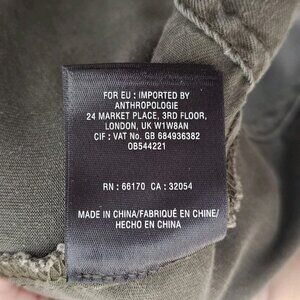 FOR EU : IMPORTED BY
ANTHROPOLOGIE
24 MARKET PLACE, 3RD FLOOR,
LONDON, UK W1W8AN
CIF : VAT No. GB 684936382
OB544221
RN : 66170 CA : 32054
MADE IN CHINA/FABRIQUÉ EN CHINE/
HECHO EN CHINA